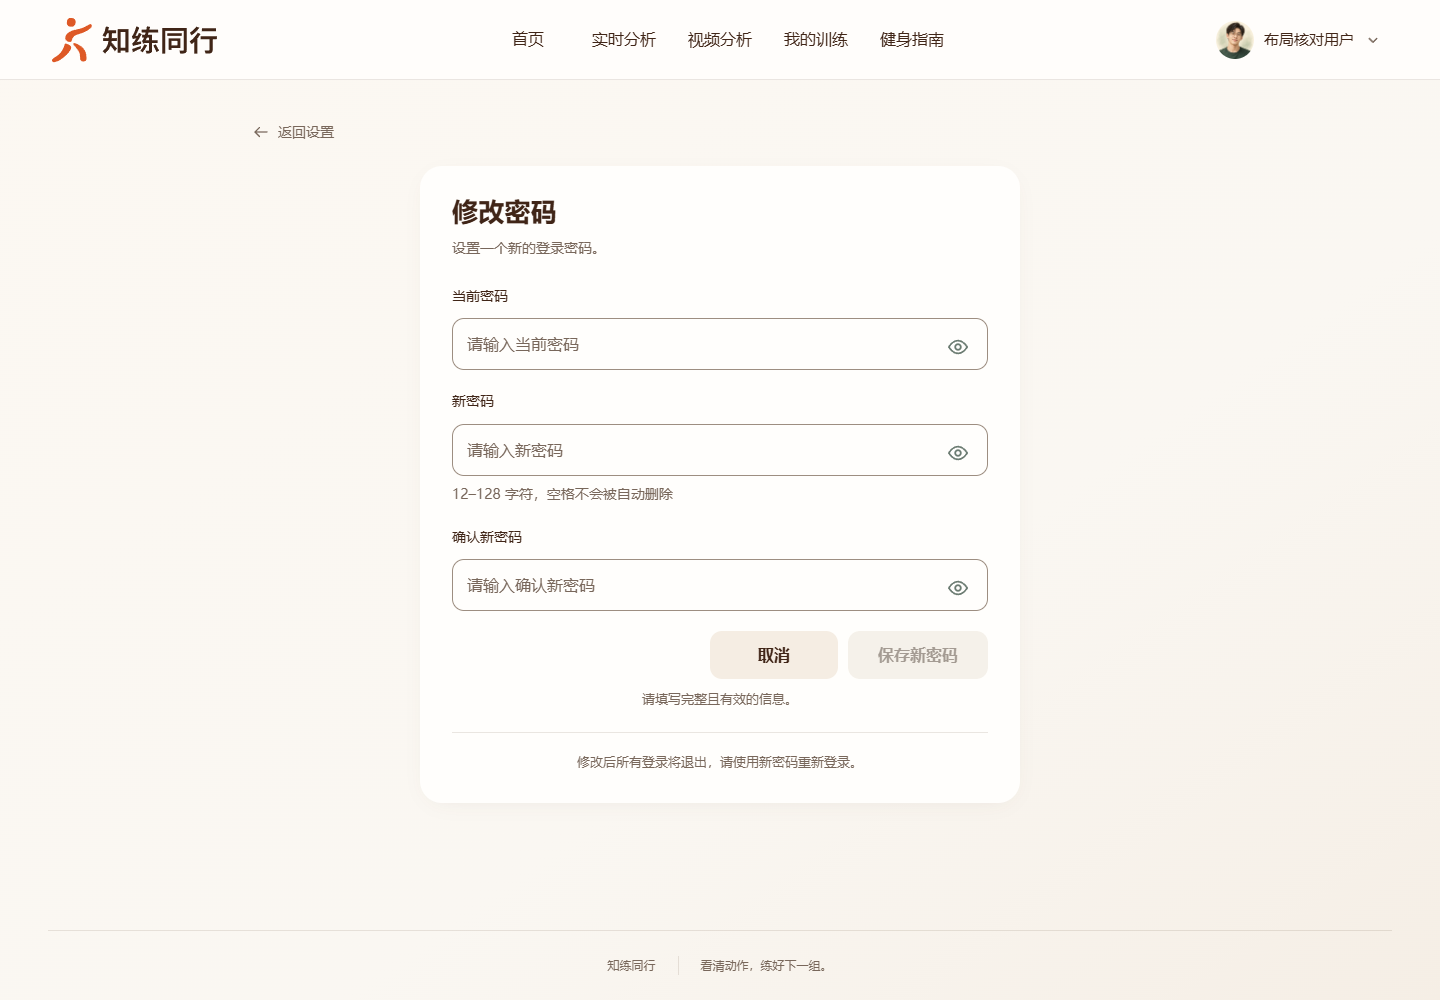 知练同行
首页 实时分析 视频分析 我的训练 健身指南
布局核对用户
返回设置
修改密码
设置一个新的登录密码。
当前密码
请输入当前密码
新密码
请输入新密码
12–128 字符，空格不会被自动删除
确认新密码
请输入确认新密码
取消 保存新密码
请填写完整且有效的信息。
修改后所有登录将退出，请使用新密码重新登录。
知练同行 看清动作，练好下一组。